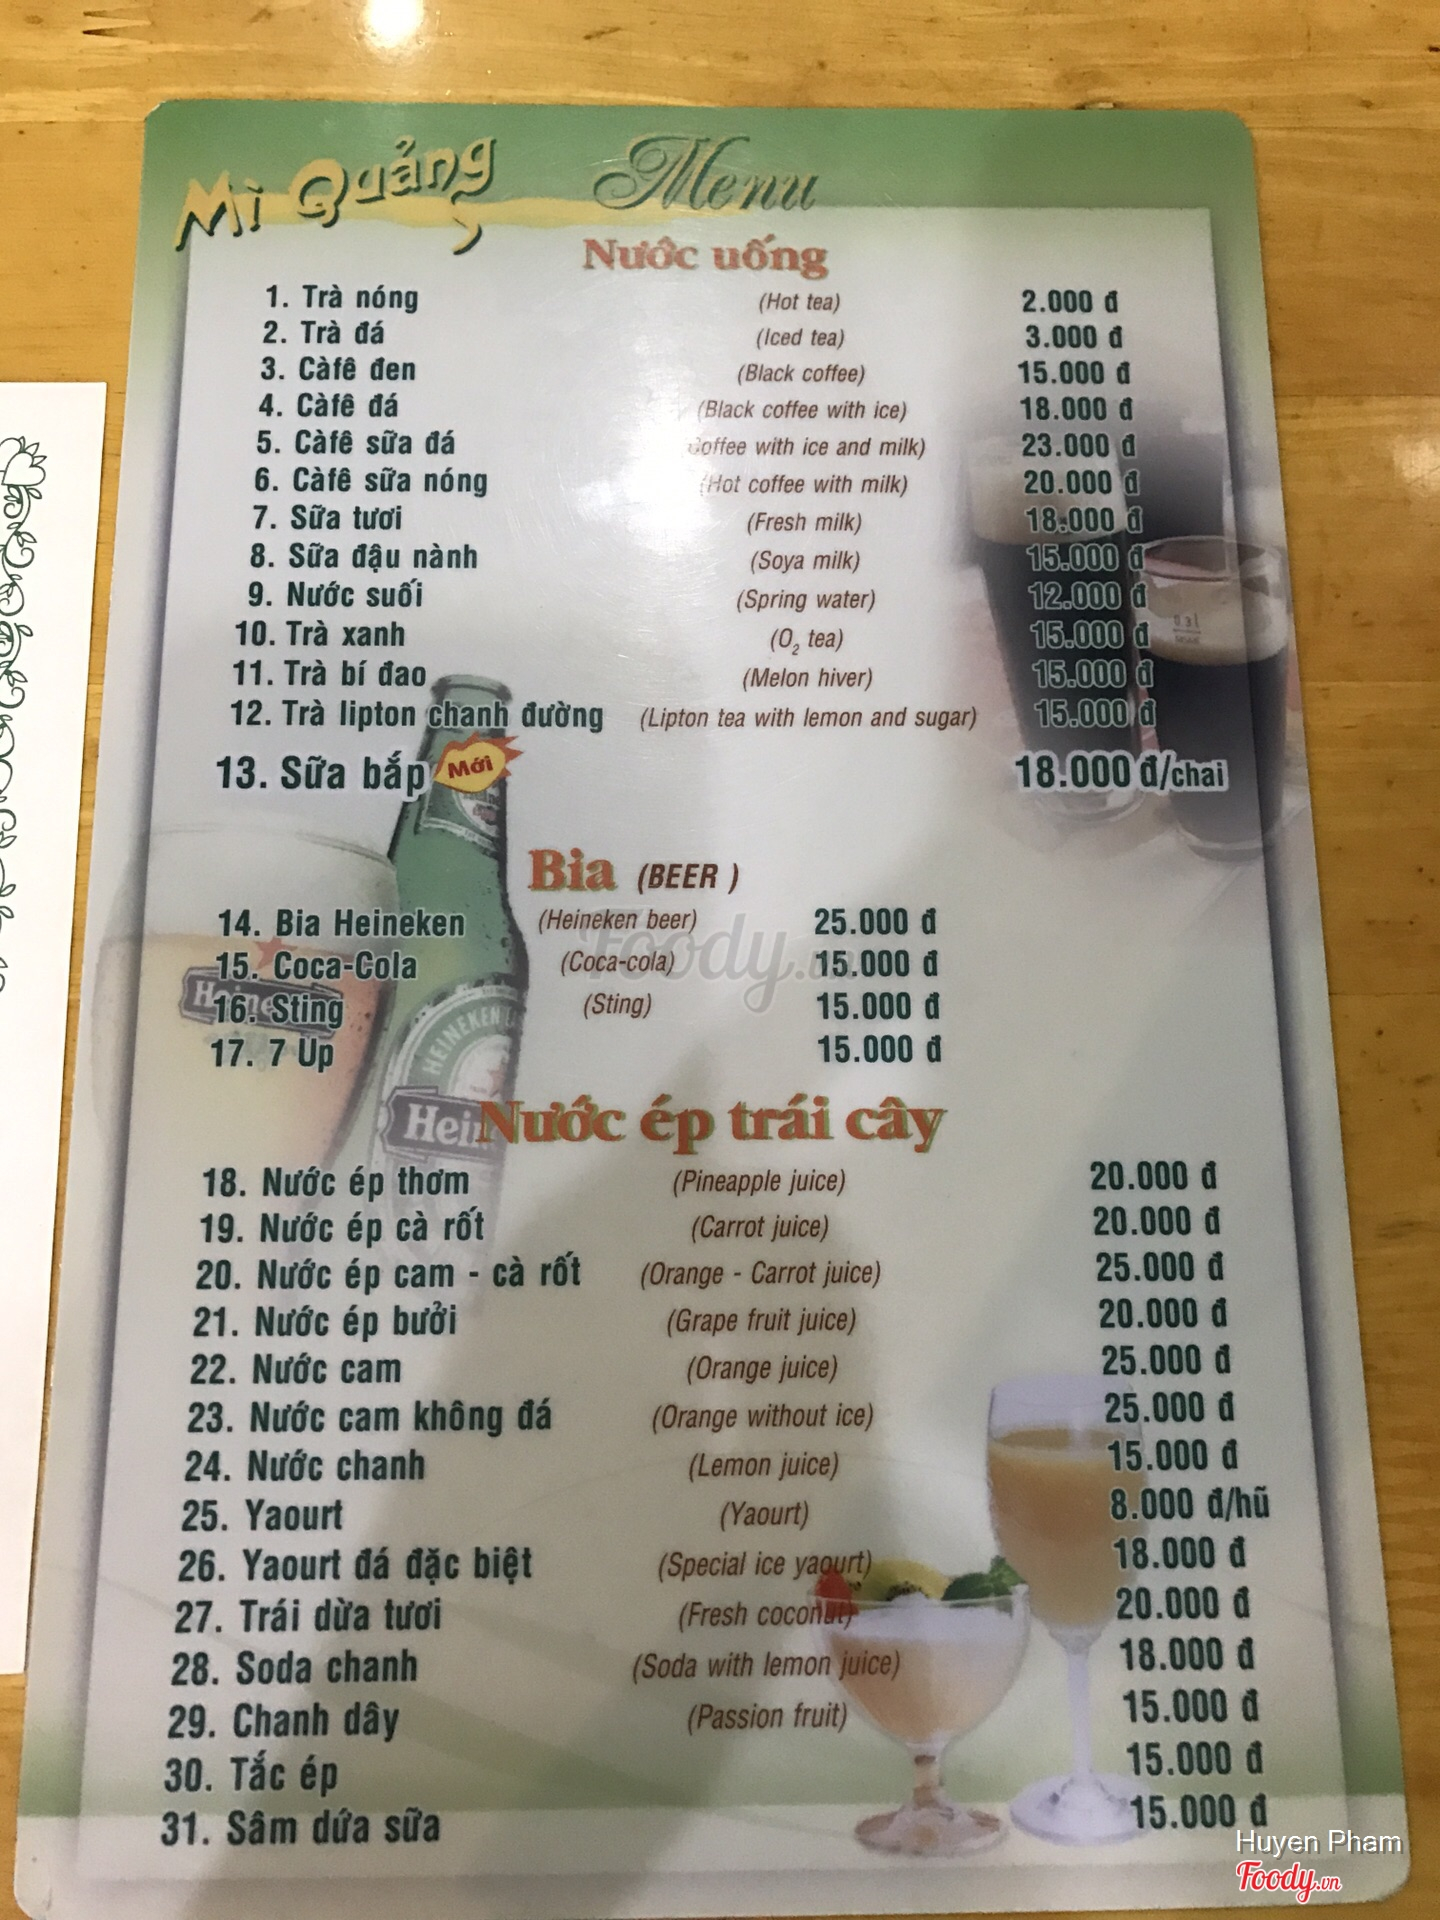 Mì Quảng Menu
Nước uống
1. Trà nóng (Hot tea) 2.000 đ
2. Trà đá (Iced tea) 3.000 đ
3. Càfê đen (Black coffee) 15.000 đ
4. Càfê đá (Black coffee with ice) 18.000 đ
5. Càfê sữa đá (Coffee with ice and milk) 23.000 đ
6. Càfê sữa nóng (Hot coffee with milk) 20.000 đ
7. Sữa tươi (Fresh milk) 18.000 đ
8. Sữa đậu nành (Soya milk) 15.000 đ
9. Nước suối (Spring water) 12.000 đ
10. Trà xanh (O₂ tea) 15.000 đ
11. Trà bí đao (Melon hiver) 15.000 đ
12. Trà lipton chanh đường (Lipton tea with lemon and sugar) 15.000 đ
13. Sữa bắp Mới 18.000 đ/chai
Bia (BEER )
14. Bia Heineken (Heineken beer) 25.000 đ
15. Coca-Cola (Coca-cola) 15.000 đ
16. Sting (Sting) 15.000 đ
17. 7 Up 15.000 đ
Nước ép trái cây
18. Nước ép thơm (Pineapple juice) 20.000 đ
19. Nước ép cà rốt (Carrot juice) 20.000 đ
20. Nước ép cam - cà rốt (Orange - Carrot juice) 25.000 đ
21. Nước ép bưởi (Grape fruit juice) 20.000 đ
22. Nước cam (Orange juice) 25.000 đ
23. Nước cam không đá (Orange without ice) 25.000 đ
24. Nước chanh (Lemon juice) 15.000 đ
25. Yaourt (Yaourt) 8.000 đ/hũ
26. Yaourt đá đặc biệt (Special ice yaourt) 18.000 đ
27. Trái dừa tươi (Fresh coconut) 20.000 đ
28. Soda chanh (Soda with lemon juice) 18.000 đ
29. Chanh dây (Passion fruit) 15.000 đ
30. Tắc ép 15.000 đ
31. Sâm dứa sữa 15.000 đ
Foody.vn
Huyen Pham
Foody.vn